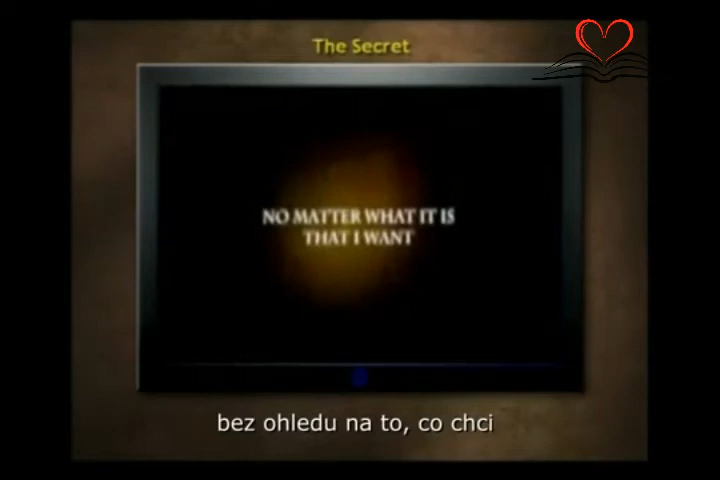 The Secret
NO MATTER WHAT IT IS
THAT I WANT
bez ohledu na to, co chci